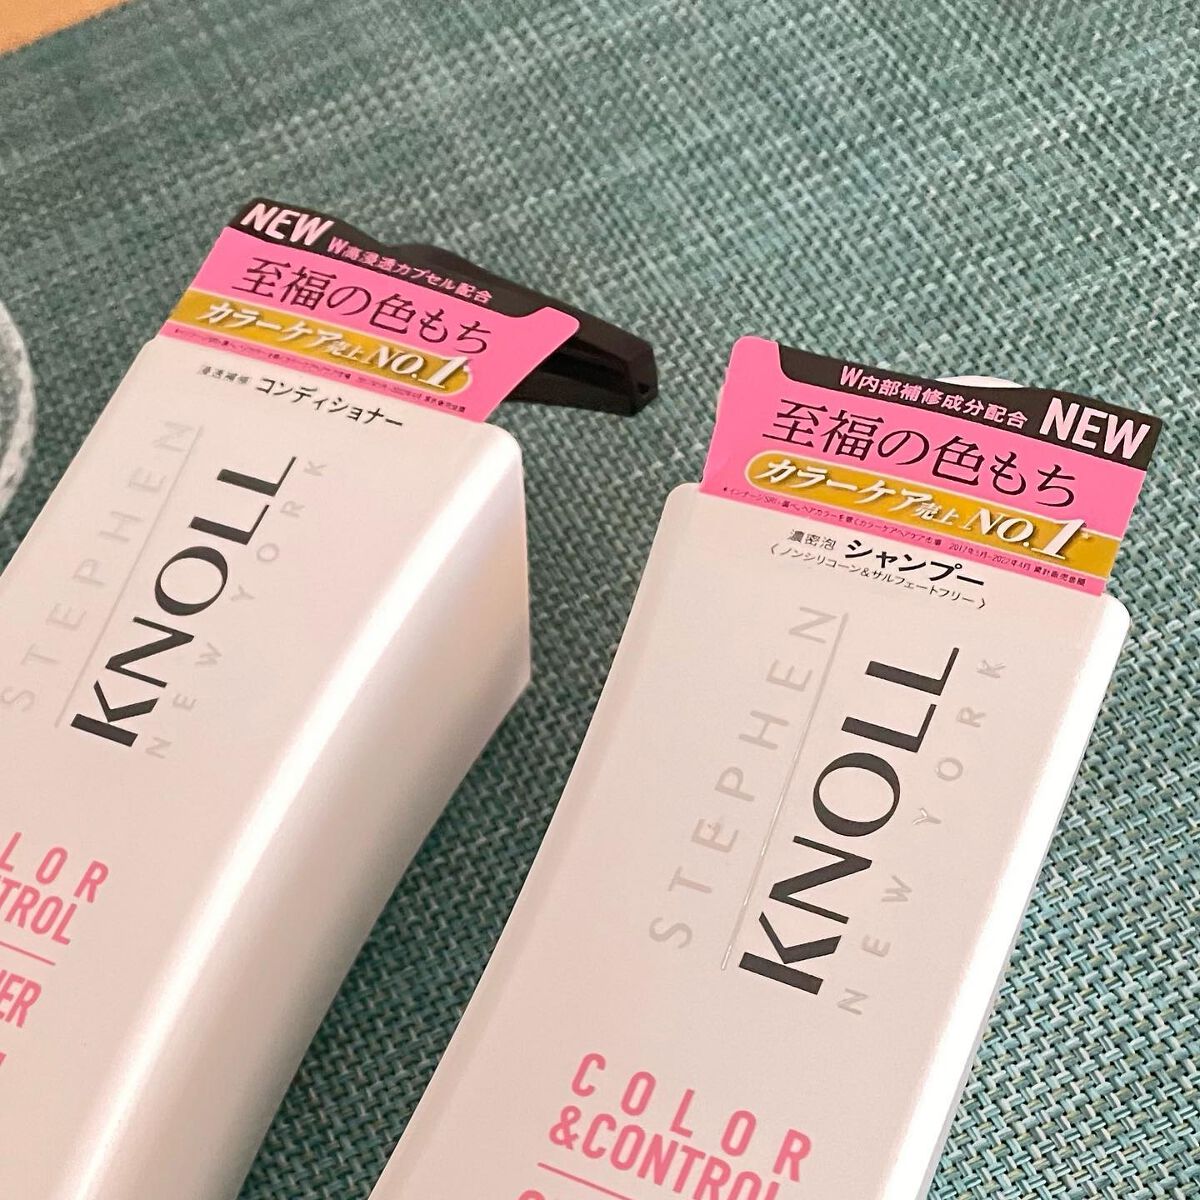 NEW
W高浸透カプセル配合
至福の色もち
カラーケア売上NO.1
浸透補修 コンディショナー
STEPHEN
KNOLL
NEW YORK
LOR
TROL
W内部補修成分配合
NEW
至福の色もち
カラーケア売上NO.1
濃密泡 シャンプー
〈ノンシリコーン&サルフェートフリー〉
STEPHEN
KNOLL
NEW YORK
COLOR
&CONTROL